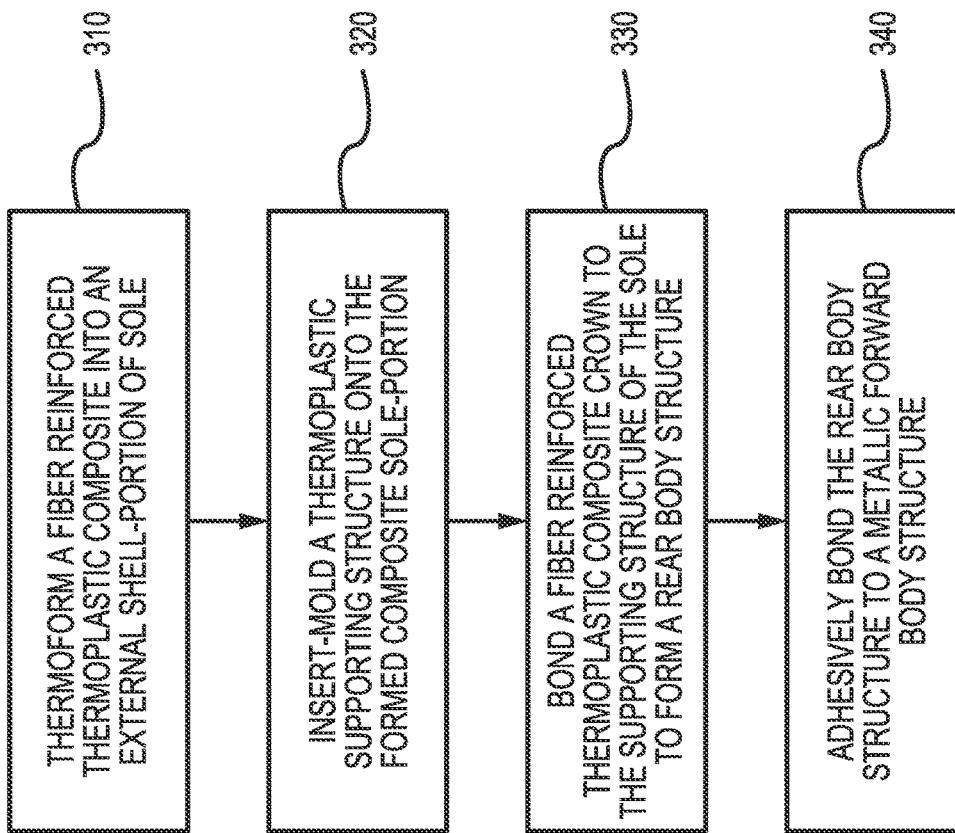 THERMOFORM A FIBER REINFORCED
THERMOPLASTIC COMPOSITE INTO AN
EXTERNAL SHELL-PORTION OF SOLE
310
INSERT-MOLD A THERMOPLASTIC
SUPPORTING STRUCTURE ONTO THE
FORMED COMPOSITE SOLE-PORTION
320
BOND A FIBER REINFORCED
THERMOPLASTIC COMPOSITE CROWN TO
THE SUPPORTING STRUCTURE OF THE SOLE
TO FORM A REAR BODY STRUCTURE
330
ADHESIVELY BOND THE REAR BODY
STRUCTURE TO A METALLIC FORWARD
BODY STRUCTURE
340